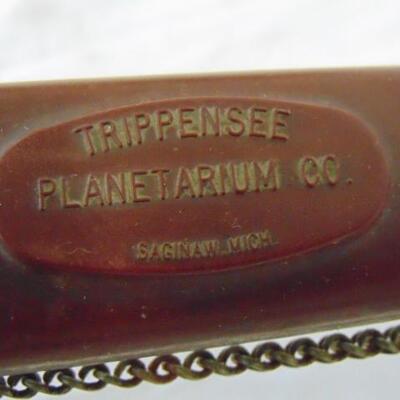 TRIPPENSEE
PLANETARIUM CO.
SAGINAW, MICH.